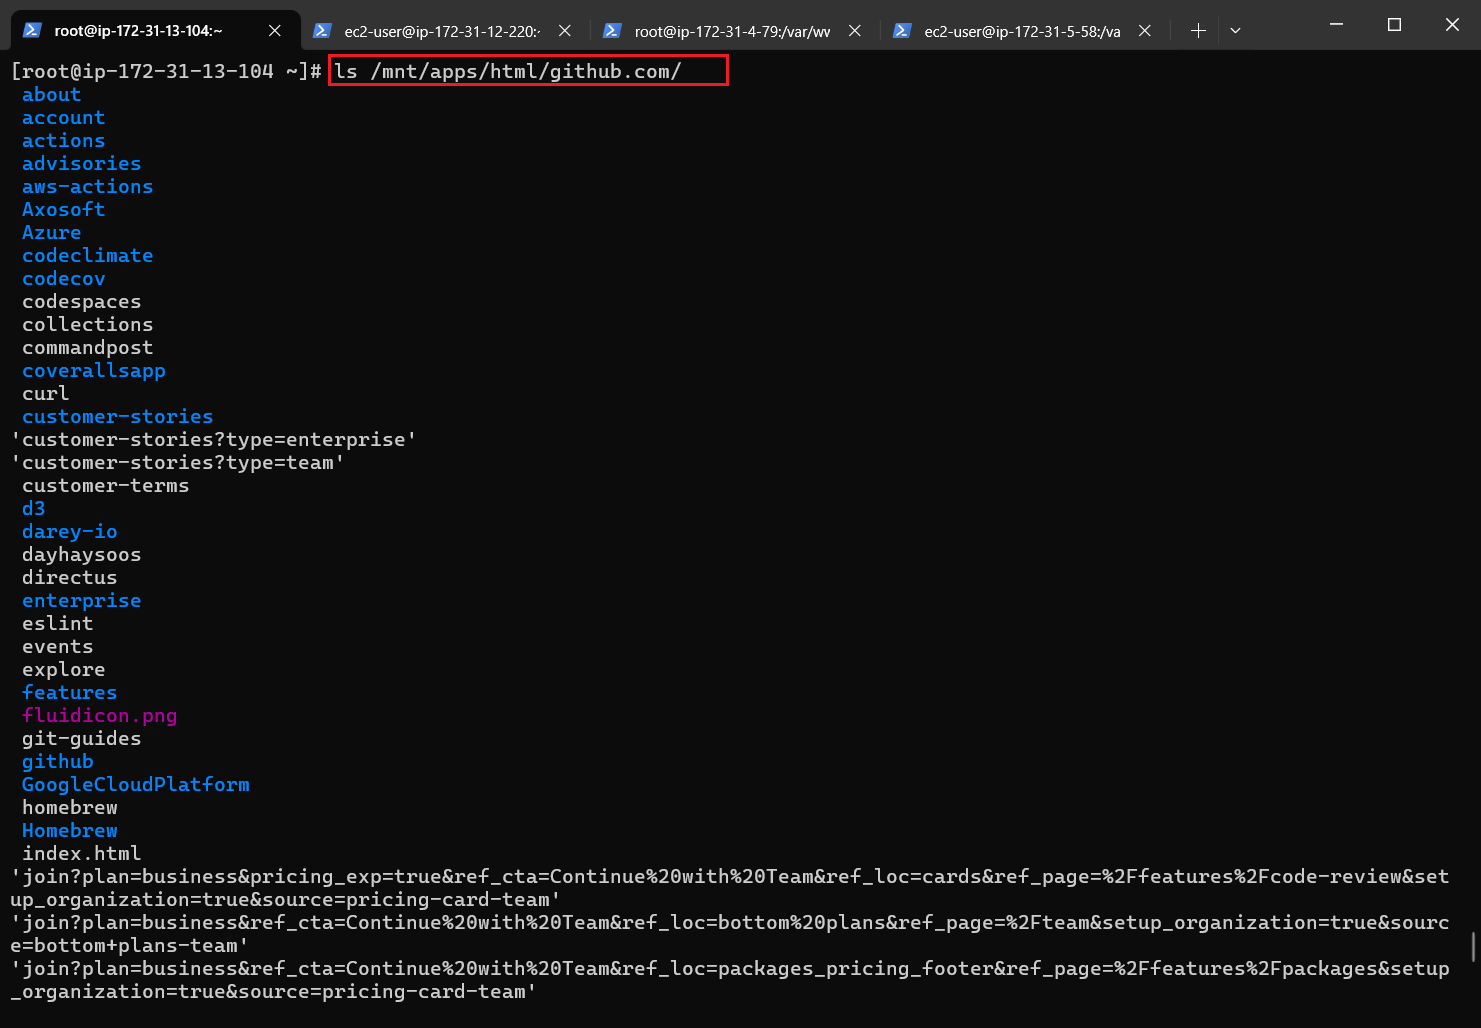 root@ip-172-31-13-104:~
ec2-user@ip-172-31-12-220:~
root@ip-172-31-4-79:/var/wv
ec2-user@ip-172-31-5-58:/va
[root@ip-172-31-13-104 ~]# ls /mnt/apps/html/github.com/
about
account
actions
advisories
aws-actions
Axosoft
Azure
codeclimate
codecov
codespaces
collections
commandpost
coverallsapp
curl
customer-stories
'customer-stories?type=enterprise'
'customer-stories?type=team'
customer-terms
d3
darey-io
dayhaysoos
directus
enterprise
eslint
events
explore
features
fluidicon.png
git-guides
github
GoogleCloudPlatform
homebrew
Homebrew
index.html
'join?plan=business&pricing_exp=true&ref_cta=Continue%20with%20Team&ref_loc=cards&ref_page=%2Ffeatures%2Fcode-review&set
up_organization=true&source=pricing-card-team'
'join?plan=business&ref_cta=Continue%20with%20Team&ref_loc=bottom%20plans&ref_page=%2Fteam&setup_organization=true&sourc
e=bottom+plans-team'
'join?plan=business&ref_cta=Continue%20with%20Team&ref_loc=packages_pricing_footer&ref_page=%2Ffeatures%2Fpackages&setup
_organization=true&source=pricing-card-team'